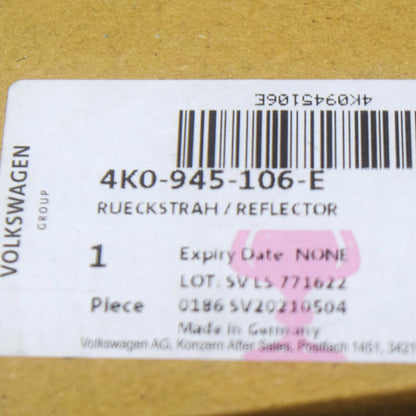 4K0945106E
4K0-945-106-E
RUECKSTRAH / REFLECTOR
VOLKSWAGEN
GROUP
1 Expiry Date NONE
LOT: SV LS 771622
Piece 0186 SV20210504
Made in Germany
Volkswagen AG, Konzern After Sales, Postfach 1451, 3421